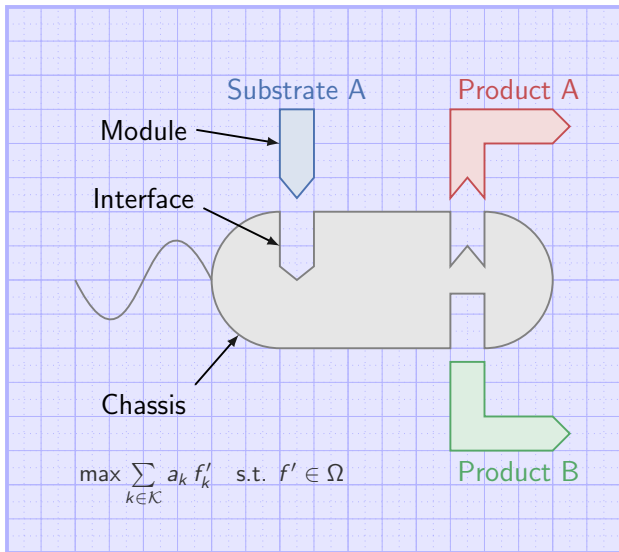 Substrate A
Product A
Module
Interface
Chassis
max ∑_{k∈𝒦} a_k f′_k s.t. f′ ∈ Ω
Product B